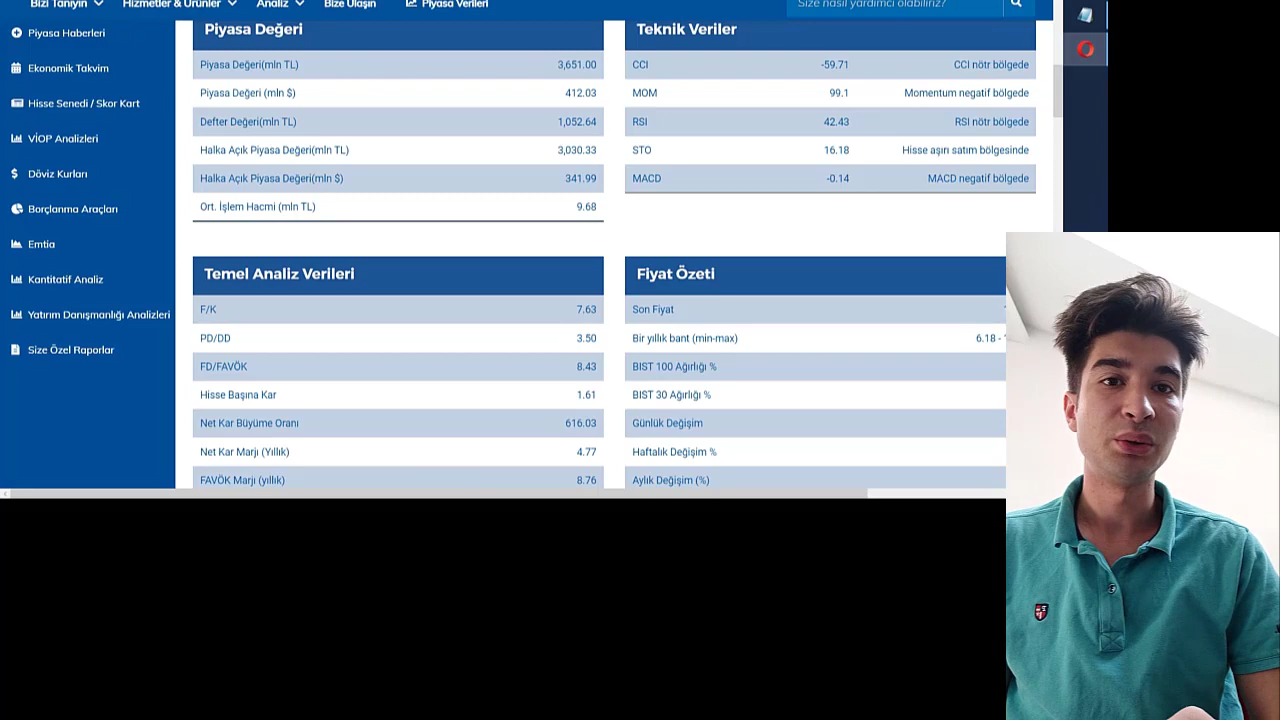 Bizi Tanıyın Hizmetler & Ürünler Analiz Bize Ulaşın Piyasa Verileri Size nasıl yardımcı olabiliriz?
Piyasa Haberleri
Ekonomik Takvim
Hisse Senedi / Skor Kart
VİOP Analizleri
Döviz Kurları
Borçlanma Araçları
Emtia
Kantitatif Analiz
Yatırım Danışmanlığı Analizleri
Size Özel Raporlar
Piyasa Değeri
Piyasa Değeri(mln TL) 3,651.00
Piyasa Değeri (mln $) 412.03
Defter Değeri(mln TL) 1,052.64
Halka Açık Piyasa Değeri(mln TL) 3,030.33
Halka Açık Piyasa Değeri(mln $) 341.99
Ort. İşlem Hacmi (mln TL) 9.68
Teknik Veriler
CCI -59.71 CCI nötr bölgede
MOM 99.1 Momentum negatif bölgede
RSI 42.43 RSI nötr bölgede
STO 16.18 Hisse aşırı satım bölgesinde
MACD -0.14 MACD negatif bölgede
Temel Analiz Verileri
F/K 7.63
PD/DD 3.50
FD/FAVÖK 8.43
Hisse Başına Kar 1.61
Net Kar Büyüme Oranı 616.03
Net Kar Marjı (Yıllık) 4.77
FAVÖK Marjı (yıllık) 8.76
Fiyat Özeti
Son Fiyat
Bir yıllık bant (min-max) 6.18 -
BIST 100 Ağırlığı %
BIST 30 Ağırlığı %
Günlük Değişim
Haftalık Değişim %
Aylık Değişim (%)